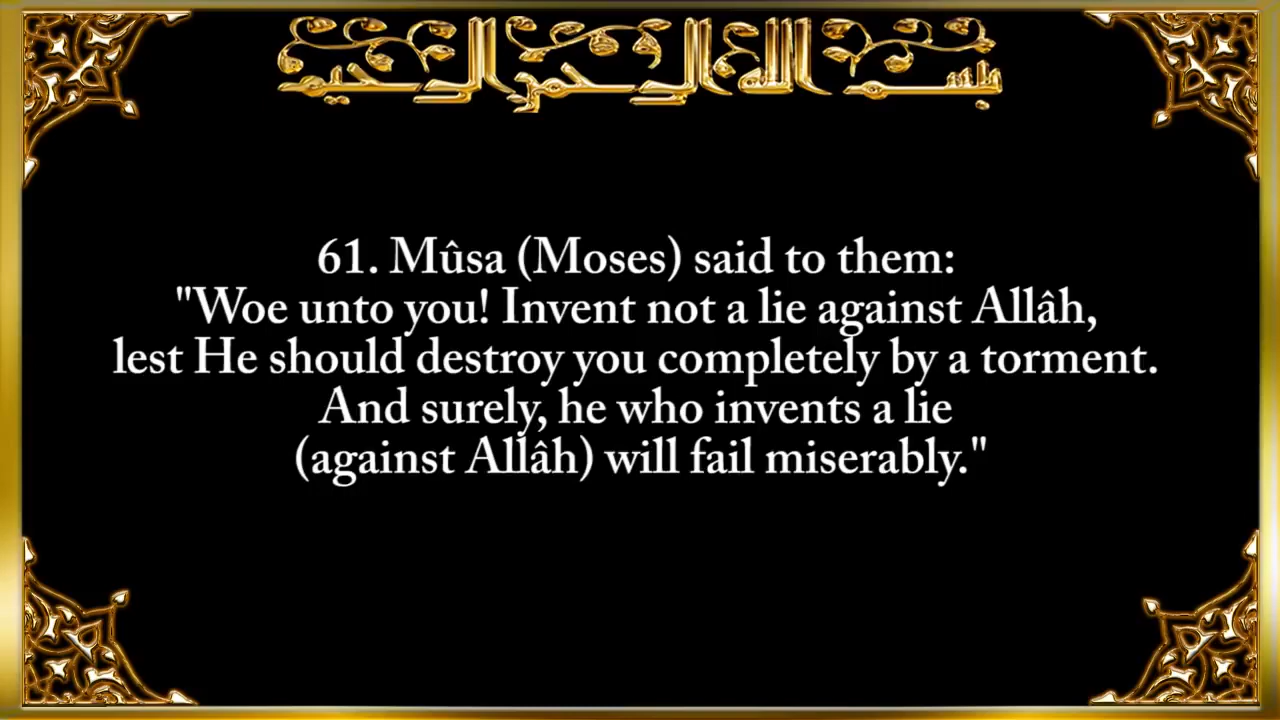 بسم الله الرحمن الرحيم
61. Mûsa (Moses) said to them:
"Woe unto you! Invent not a lie against Allâh,
lest He should destroy you completely by a torment.
And surely, he who invents a lie
(against Allâh) will fail miserably."